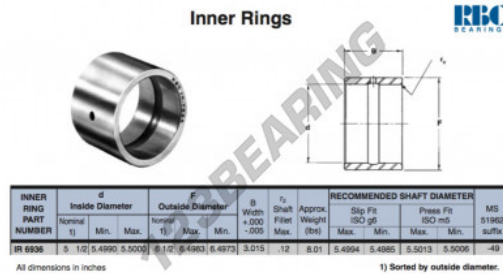 Inner Rings
RBC
BEARINGS
123BEARING
B
rs
d
F
INNER RING PART NUMBER
d Inside Diameter
F Outside Diameter
B Width +.000 -.005
rs Shaft Fillet Max.
Approx. Weight (lbs)
RECOMMENDED SHAFT DIAMETER
MS 51962 suffix
Slip Fit ISO g6
Press Fit ISO m5
Nominal 1) Min. Max. Nominal 1) Max. Min. Max. Min. Max. Min.
IR 6936 5 1/2 5.4990 5.5000 6 1/2 6.4983 6.4973 3.015 .12 8.01 5.4994 5.4985 5.5013 5.5006 -49
All dimensions in inches
1) Sorted by outside diameter.